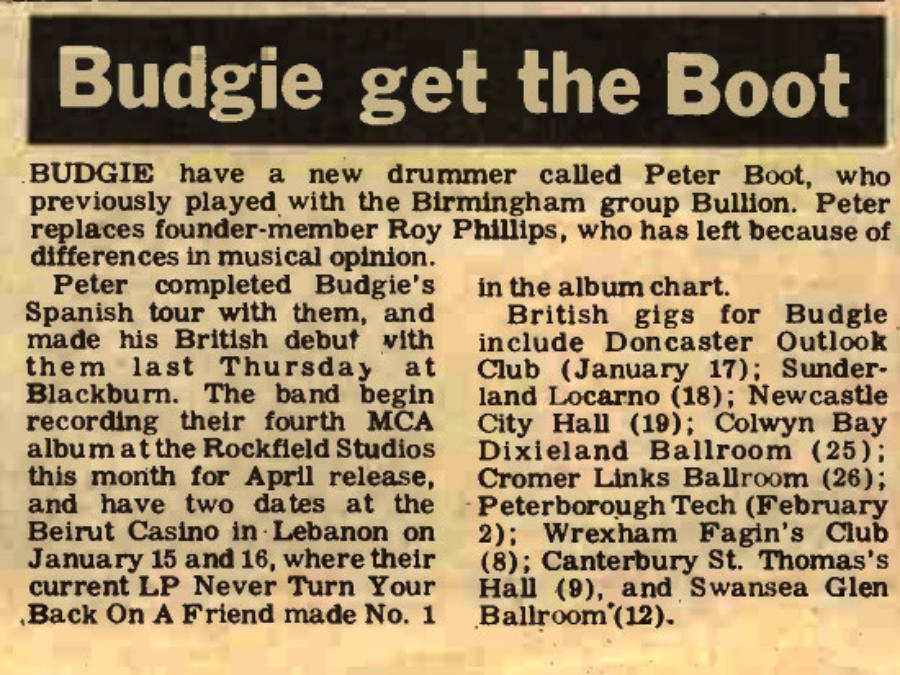 Budgie get the Boot
BUDGIE have a new drummer called Peter Boot, who
previously played with the Birmingham group Bullion. Peter
replaces founder-member Roy Phillips, who has left because of
differences in musical opinion.
Peter completed Budgie's
Spanish tour with them, and
made his British debut with
them last Thursday at
Blackburn. The band begin
recording their fourth MCA
album at the Rockfield Studios
this month for April release,
and have two dates at the
Beirut Casino in Lebanon on
January 15 and 16, where their
current LP Never Turn Your
Back On A Friend made No. 1
in the album chart.
British gigs for Budgie
include Doncaster Outlook
Club (January 17); Sunder-
land Locarno (18); Newcastle
City Hall (19); Colwyn Bay
Dixieland Ballroom (25);
Cromer Links Ballroom (26);
Peterborough Tech (February
2); Wrexham Fagin's Club
(8); Canterbury St. Thomas's
Hall (9), and Swansea Glen
Ballroom (12).